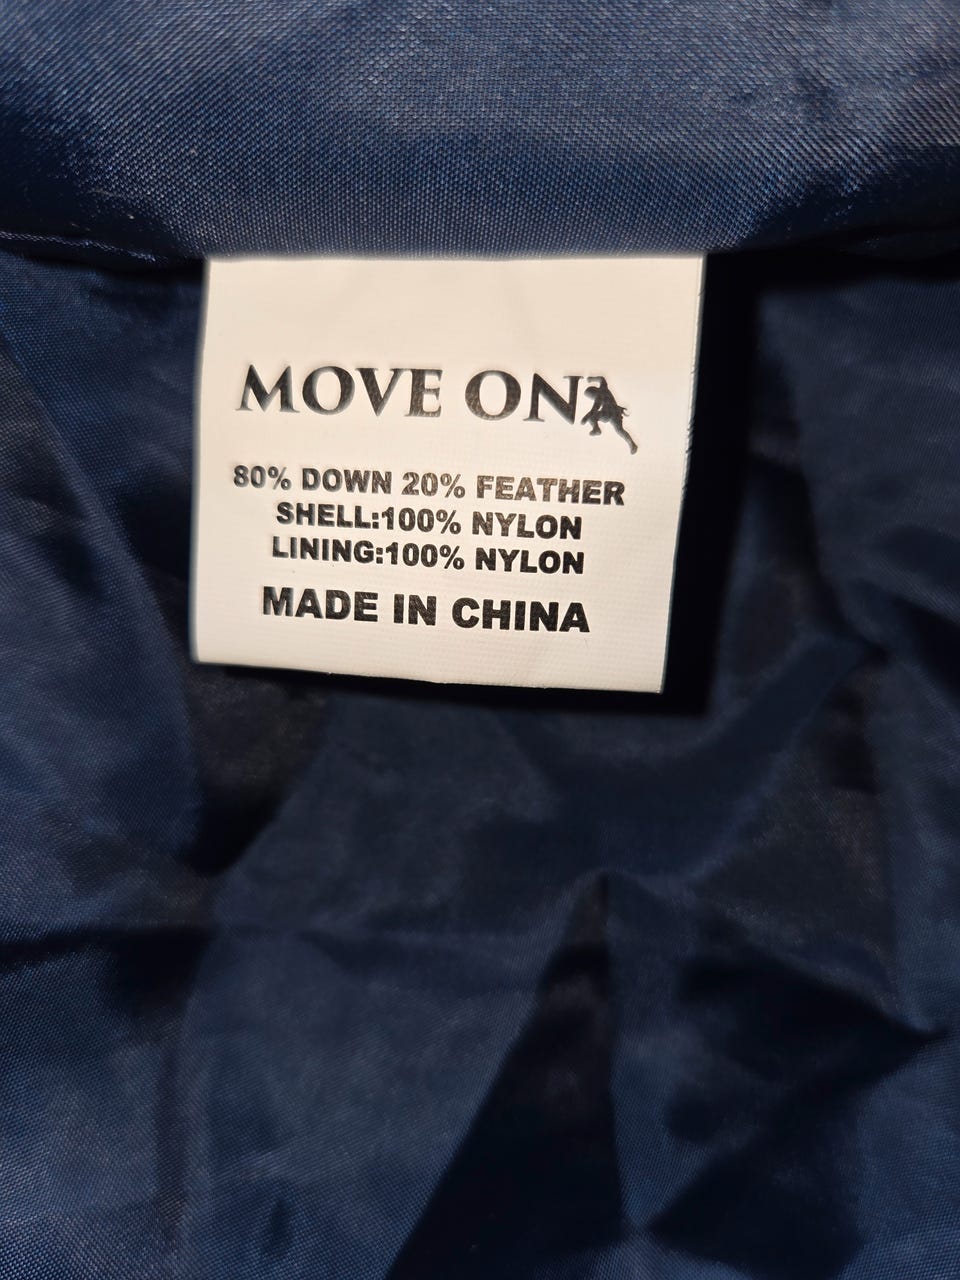 MOVE ON
80% DOWN 20% FEATHER
SHELL:100% NYLON
LINING:100% NYLON
MADE IN CHINA